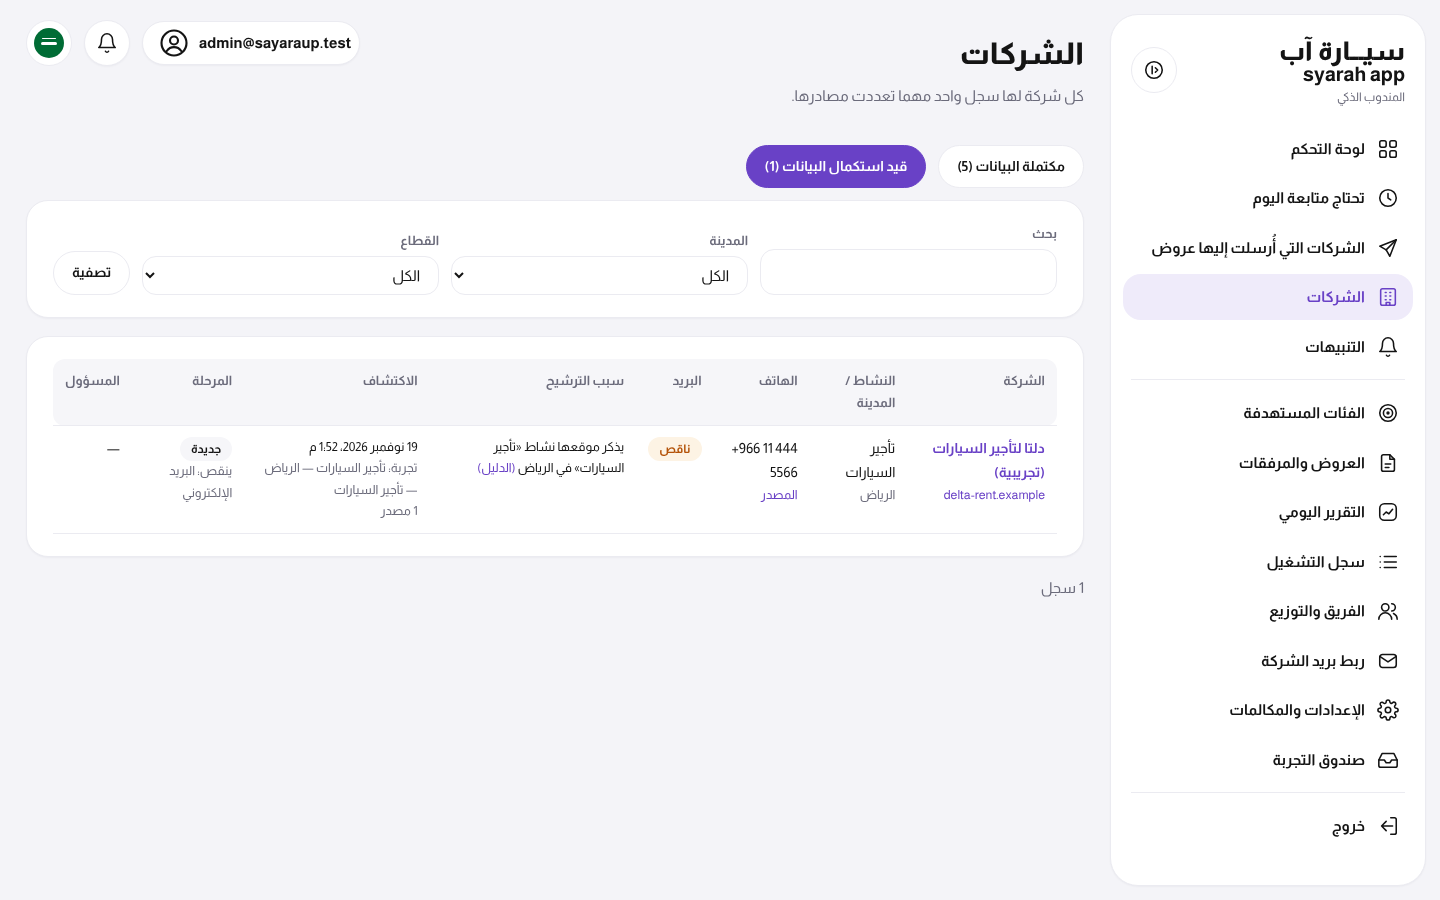 سيــارة آب
syarah app
المندوب الذكي
لوحة التحكم
تحتاج متابعة اليوم
الشركات التي أُرسلت إليها عروض
الشركات
التنبيهات
الفئات المستهدفة
العروض والمرفقات
التقرير اليومي
سجل التشغيل
الفريق والتوزيع
ربط بريد الشركة
الإعدادات والمكالمات
صندوق التجربة
خروج
admin@sayaraup.test
الشركات
كل شركة لها سجل واحد مهما تعددت مصادرها.
مكتملة البيانات (5)
قيد استكمال البيانات (1)
بحث
المدينة
الكل
القطاع
الكل
تصفية
الشركة
النشاط /
المدينة
الهاتف
البريد
سبب الترشيح
الاكتشاف
المرحلة
المسؤول
دلتا لتأجير السيارات
(تجريبية)
delta-rent.example
تأجير
السيارات
الرياض
+966 11 444
5566
المصدر
ناقص
يذكر موقعها نشاط «تأجير
السيارات» في الرياض (الدليل)
19 نوفمبر 2026، 1:52 م
تجربة: تأجير السيارات — الرياض
— تأجير السيارات
1 مصدر
جديدة
ينقص: البريد
الإلكتروني
—
1 سجل